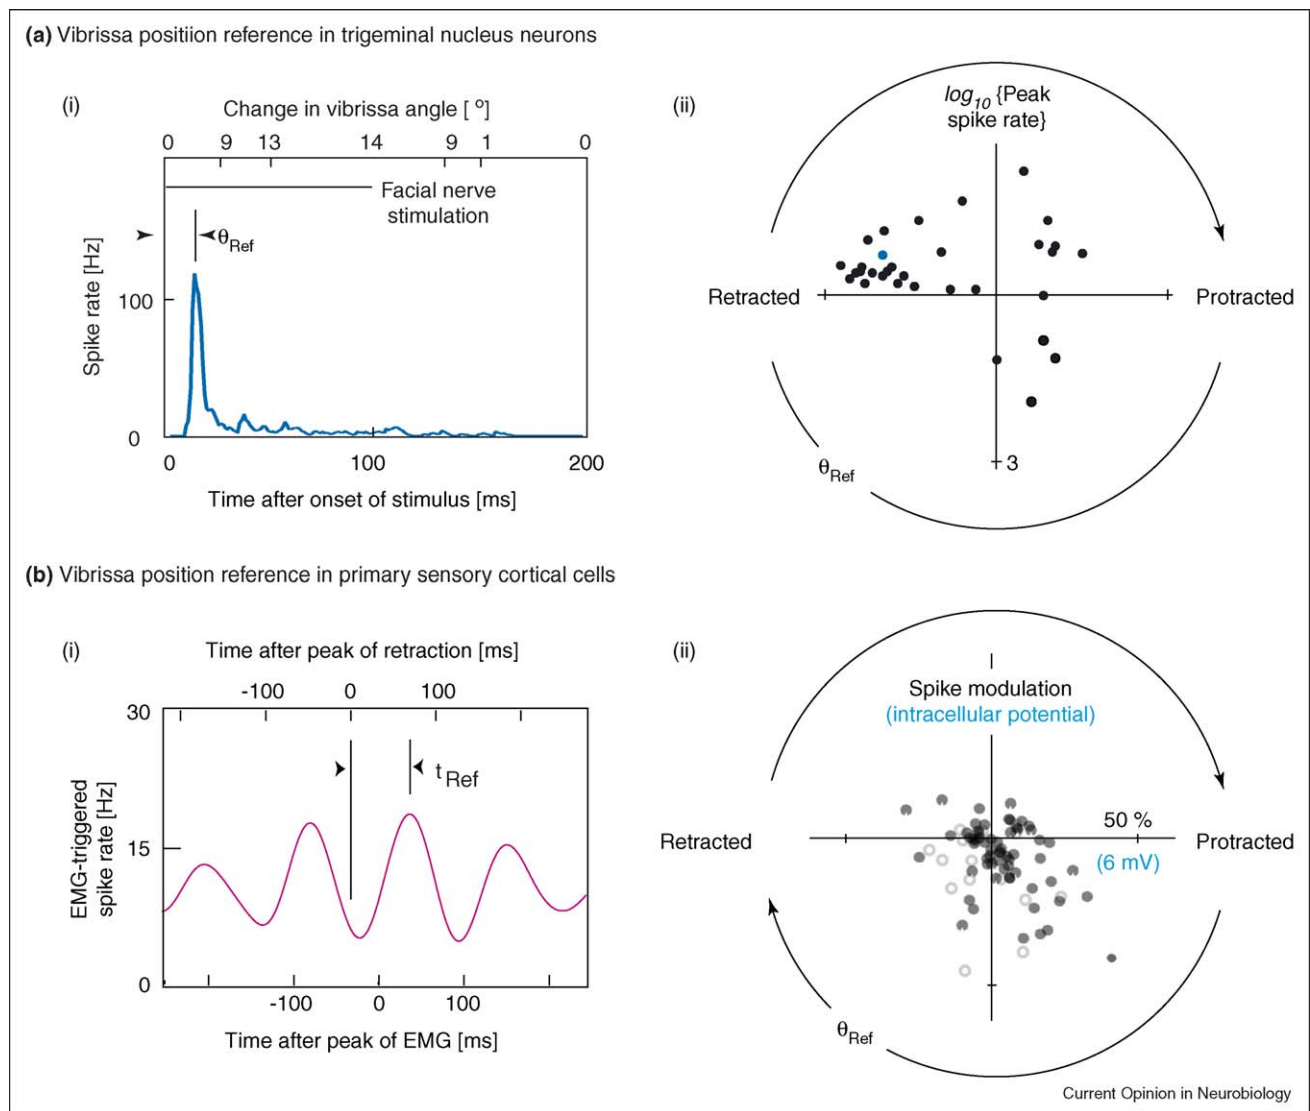 (a) Vibrissa positiion reference in trigeminal nucleus neurons
(i)
Change in vibrissa angle [ °]
0 9 13 14 9 1 0
Facial nerve
stimulation
θRef
Spike rate [Hz]
100
0
0 100 200
Time after onset of stimulus [ms]
(ii)
log10 {Peak
spike rate}
Retracted
Protracted
3
θRef
(b) Vibrissa position reference in primary sensory cortical cells
(i)
Time after peak of retraction [ms]
-100 0 100
30
t Ref
EMG-triggered
spike rate [Hz]
15
0
-100 0 100
Time after peak of EMG [ms]
(ii)
Spike modulation
(intracellular potential)
50 %
Retracted
Protracted
(6 mV)
θRef
Current Opinion in Neurobiology